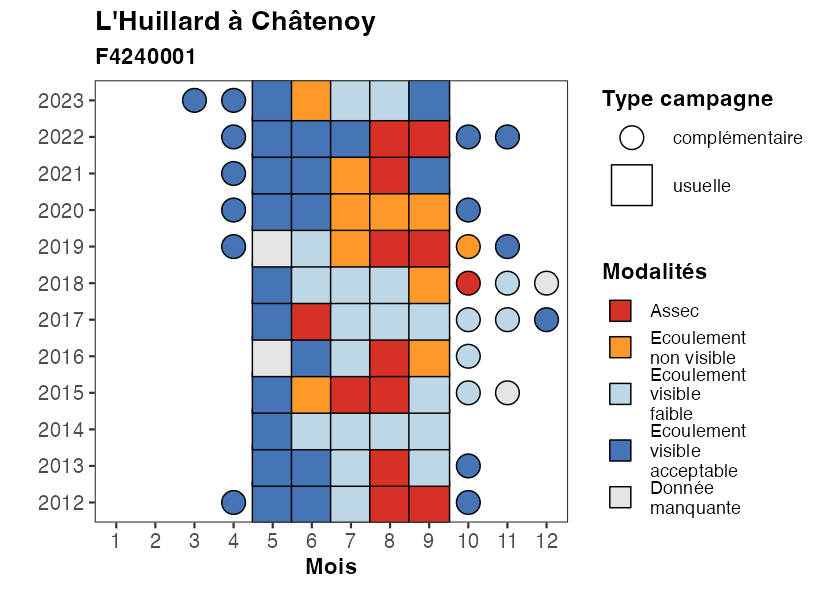 L'Huillard à Châtenoy
F4240001
2023
2022
2021
2020
2019
2018
2017
2016
2015
2014
2013
2012
1 2 3 4 5 6 7 8 9 10 11 12
Mois
Type campagne
complémentaire
usuelle
Modalités
Assec
Ecoulement
non visible
Ecoulement
visible
faible
Ecoulement
visible
acceptable
Donnée
manquante